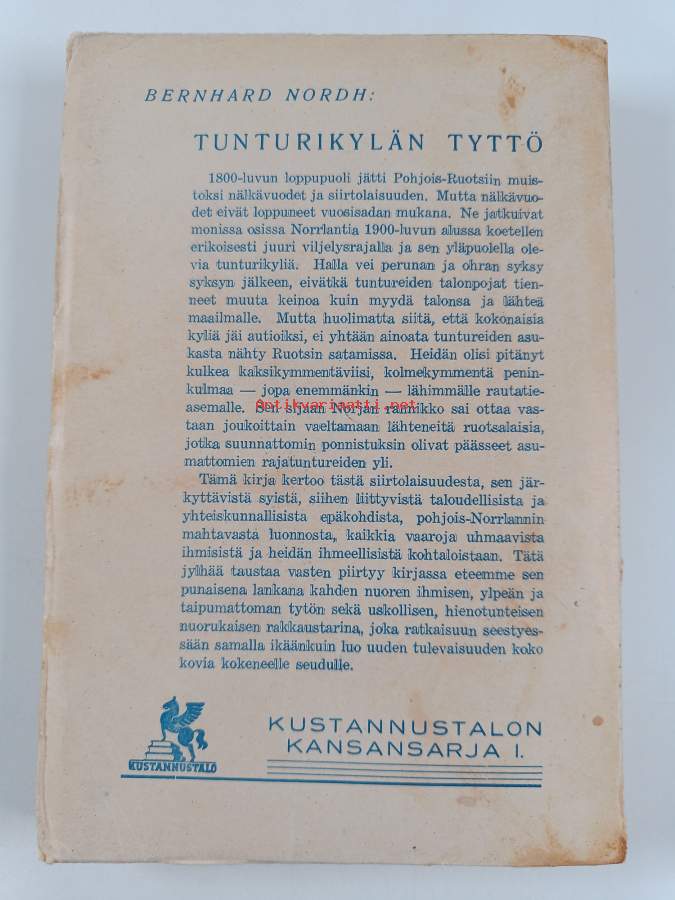 BERNHARD NORDH:
TUNTURIKYLÄN TYTTÖ
1800-luvun loppupuoli jätti Pohjois-Ruotsiin muis-
toksi nälkävuodet ja siirtolaisuuden. Mutta nälkävuo-
det eivät loppuneet vuosisadan mukana. Ne jatkuivat
monissa osissa Norrlantia 1900-luvun alussa koetellen
erikoisesti juuri viljelysrajalla ja sen yläpuolella ole-
via tunturikyliä. Halla vei perunan ja ohran syksy
syksyn jälkeen, eivätkä tuntureiden talonpojat tien-
neet muuta keinoa kuin myydä talonsa ja lähteä
maailmalle. Mutta huolimatta siitä, että kokonaisia
kyliä jäi autioiksi, ei yhtään ainoata tuntureiden asu-
kasta nähty Ruotsin satamissa. Heidän olisi pitänyt
kulkea kaksikymmentäviisi, kolmekymmentä penin-
kulmaa — jopa enemmänkin — lähimmälle rautatie-
asemalle. Sen sijaan Norjan rannikko sai ottaa vas-
taan joukoittain vaeltamaan lähteneitä ruotsalaisia,
jotka suunnattomin ponnistuksin olivat päässeet asu-
mattomien rajatuntureiden yli.
Tämä kirja kertoo tästä siirtolaisuudesta, sen jär-
kyttävistä syistä, siihen liittyvistä taloudellisista ja
yhteiskunnallisista epäkohdista, pohjois-Norrlannin
mahtavasta luonnosta, kaikkia vaaroja uhmaavista
ihmisistä ja heidän ihmeellisistä kohtaloistaan. Tätä
jylhää taustaa vasten piirtyy kirjassa eteemme sen
punaisena lankana kahden nuoren ihmisen, ylpeän ja
taipumattoman tytön sekä uskollisen, hienotunteisen
nuorukaisen rakkaustarina, joka ratkaisuun seestyes-
sään samalla ikäänkuin luo uuden tulevaisuuden koko
kovia kokeneelle seudulle.
antikvariaatti.net
KUSTANNUSTALO
KUSTANNUSTALON
KANSANSARJA I.